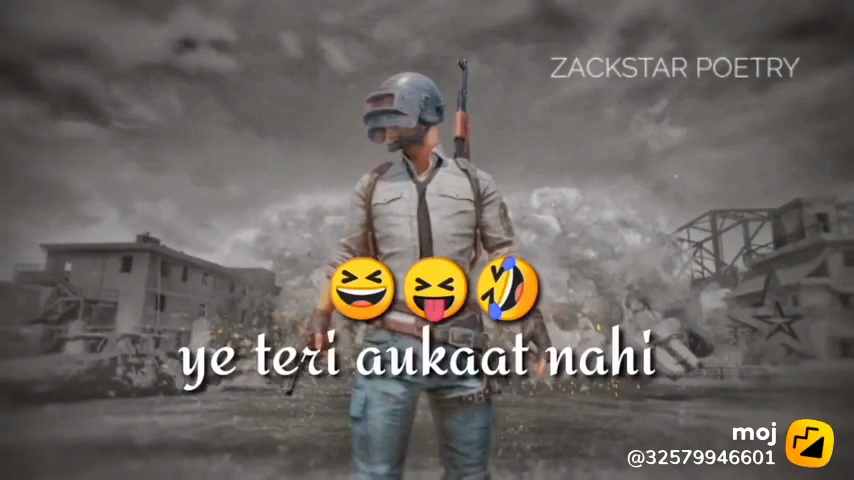 ZACKSTAR POETRY
😆😝🤣
ye teri aukaat nahi
moj
@32579946601